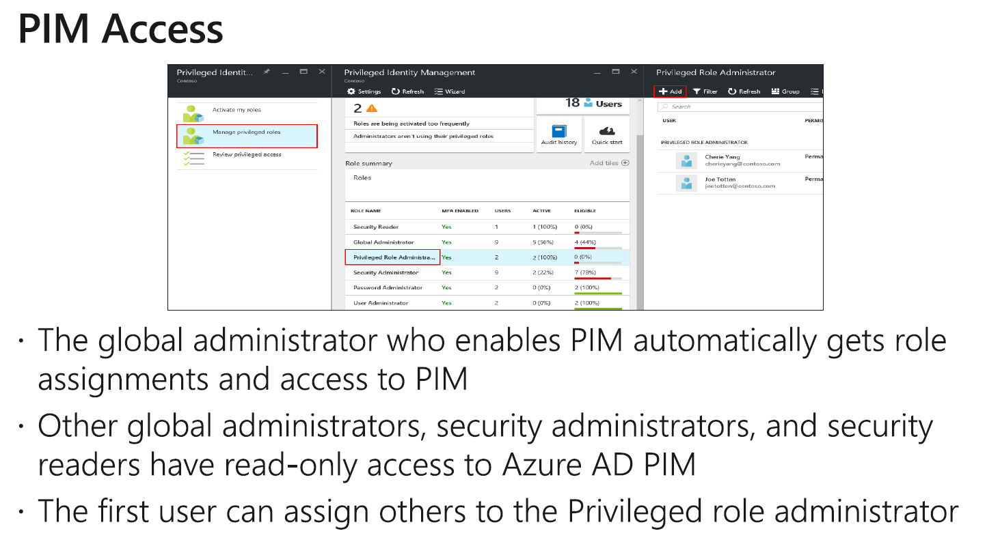 PIM Access
Privileged Identit...
Contoso
Activate my roles
Manage privileged roles
Review privileged access
Privileged Identity Management
Contoso
Settings Refresh Wizard
2
18 Users
Roles are being activated too frequently
Administrators aren't using their privileged roles
Audit history Quick start
Role summary Add tiles
Roles
ROLE NAME MFA ENABLED USERS ACTIVE ELIGIBLE
Security Reader Yes 1 1 (100%) 0 (0%)
Global Administrator Yes 9 5 (56%) 4 (44%)
Privileged Role Administra... Yes 2 2 (100%) 0 (0%)
Security Administrator Yes 9 2 (22%) 7 (78%)
Password Administrator Yes 2 0 (0%) 2 (100%)
User Administrator Yes 2 0 (0%) 2 (100%)
Privileged Role Administrator
Add Filter Refresh Group
Search
USER PERMIS
PRIVILEGED ROLE ADMINISTRATOR
Cherie Yang Perma
cherieyang@contoso.com
Joe Totten Perma
joetotten@contoso.com
· The global administrator who enables PIM automatically gets role
assignments and access to PIM
· Other global administrators, security administrators, and security
readers have read-only access to Azure AD PIM
· The first user can assign others to the Privileged role administrator